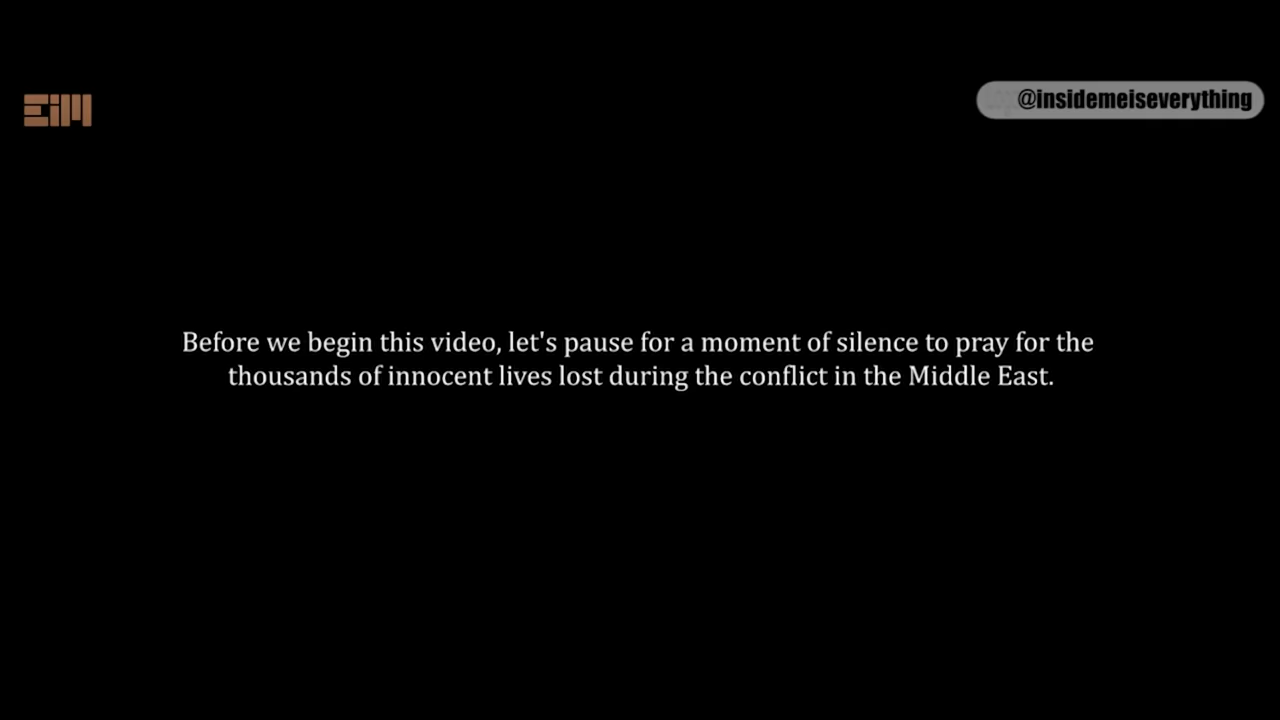 EiM
@insidemeiseverything
Before we begin this video, let's pause for a moment of silence to pray for the
thousands of innocent lives lost during the conflict in the Middle East.